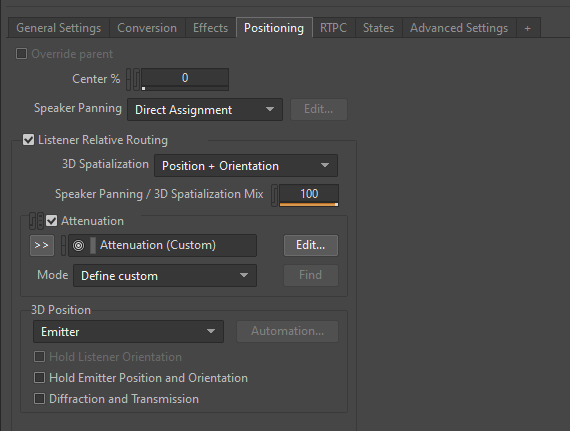 General Settings Conversion Effects Positioning RTPC States Advanced Settings +
Override parent
Center % 0
Speaker Panning Direct Assignment Edit...
Listener Relative Routing
3D Spatialization Position + Orientation
Speaker Panning / 3D Spatialization Mix 100
Attenuation
>> Attenuation (Custom) Edit...
Mode Define custom Find
3D Position
Emitter Automation...
Hold Listener Orientation
Hold Emitter Position and Orientation
Diffraction and Transmission